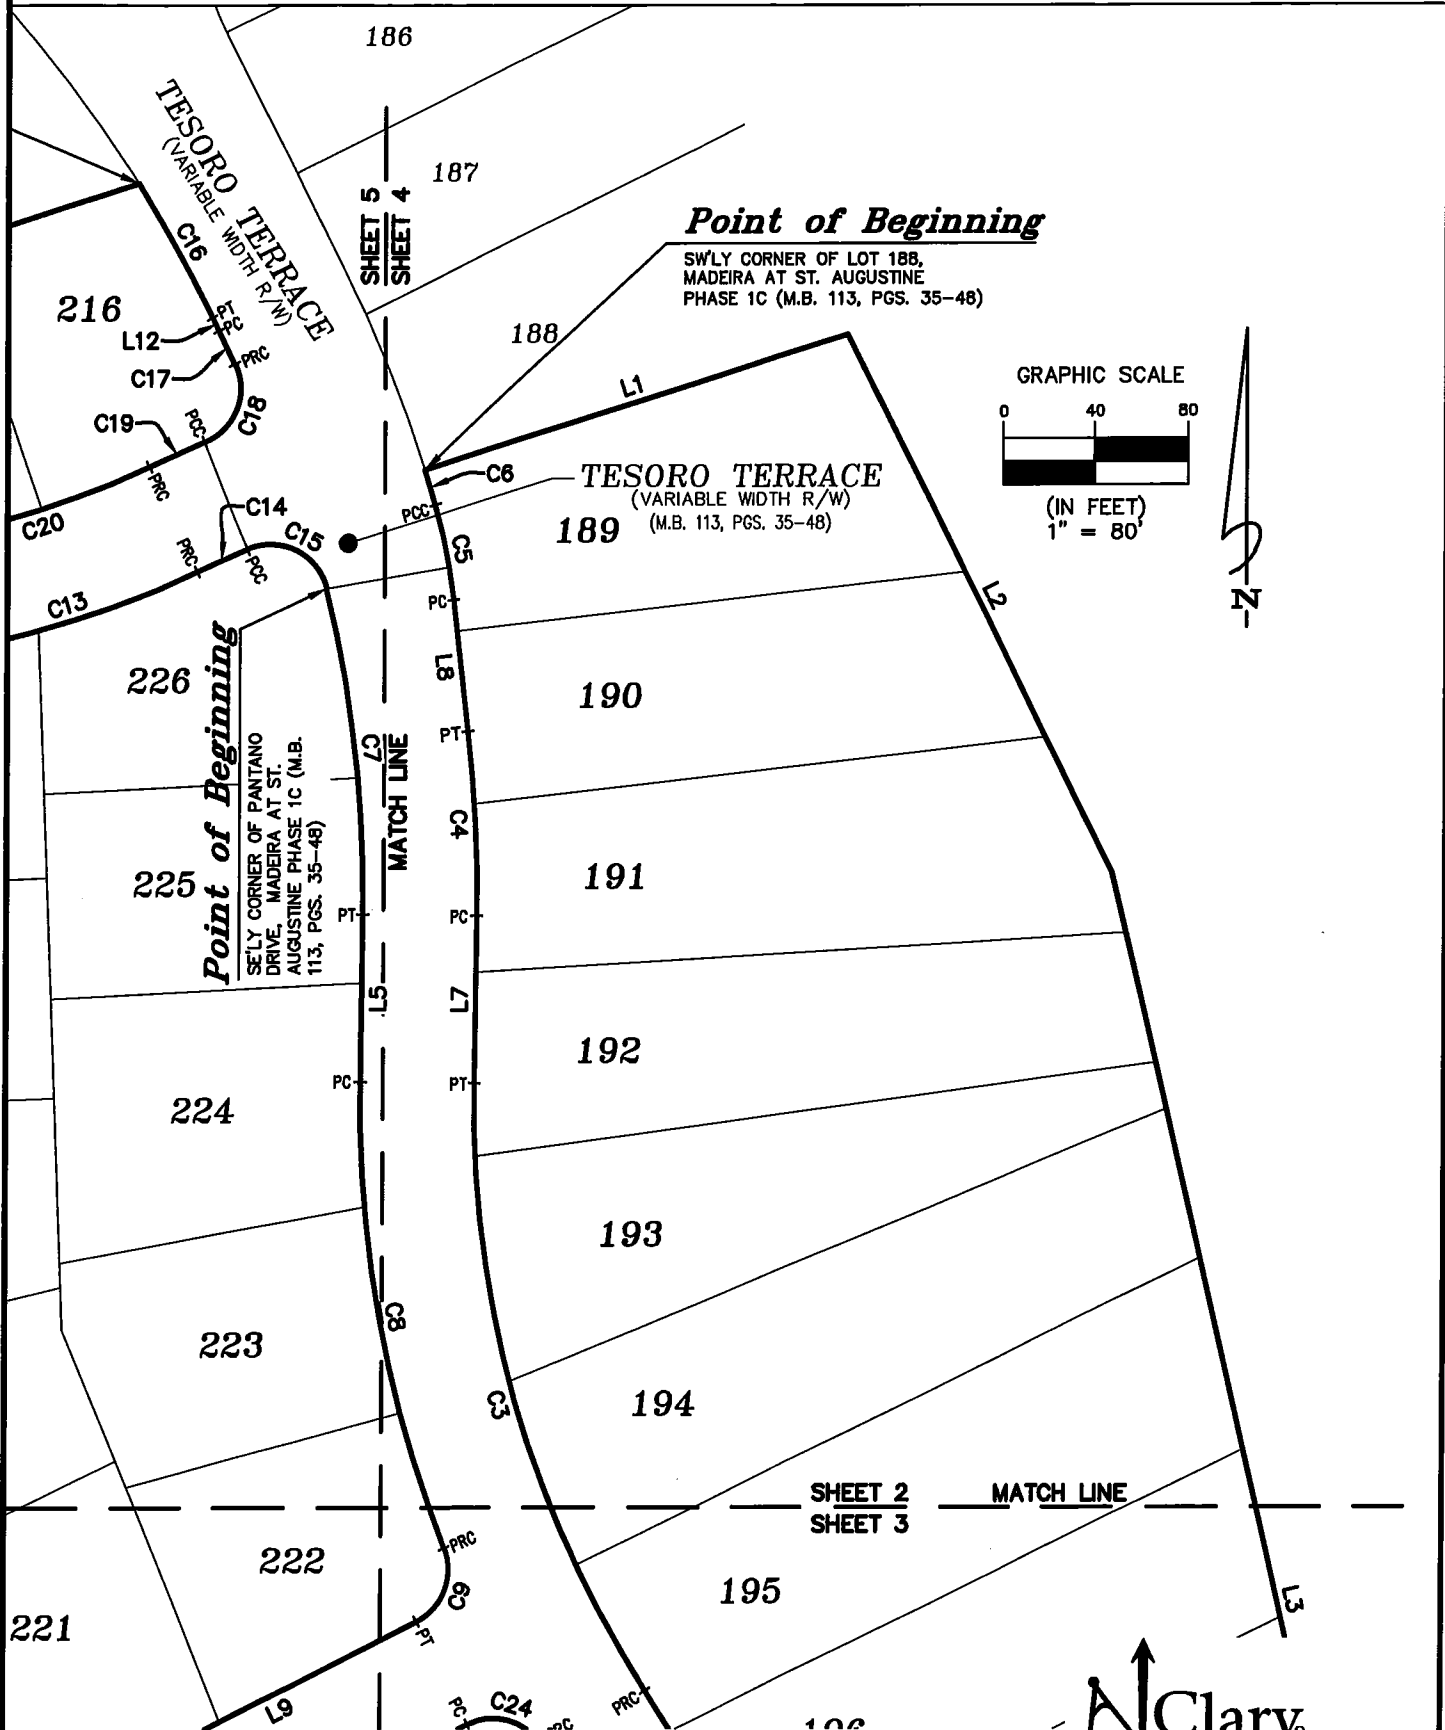 186
TESORO TERRACE
(VARIABLE WIDTH R/W)
187
SHEET 5
SHEET 4
C16
Point of Beginning
SW'LY CORNER OF LOT 188,
MADEIRA AT ST. AUGUSTINE
PHASE 1C (M.B. 113, PGS. 35-48)
216
L12
PRC
C17
188
L1
GRAPHIC SCALE
0 40 80
(IN FEET)
1" = 80'
C18
PCC
C19
PRC
C20
C6
TESORO TERRACE
(VARIABLE WIDTH R/W)
(M.B. 113, PGS. 35-48)
PCC
C14
C15
189
C5
PRC
PCC
C13
PC
L2
N
226
L8
190
PT
Point of Beginning
SE'LY CORNER OF PANTANO
DRIVE, MADEIRA AT ST.
AUGUSTINE PHASE 1C (M.B.
113, PGS. 35-48)
C7
MATCH LINE
C4
225
191
PT
PC
L5
L7
192
PC
PT
224
193
223
C8
C3
194
SHEET 2
SHEET 3
MATCH LINE
222
PRC
C9
195
L3
221
PT
L9
PC
C24
PRC
Clary